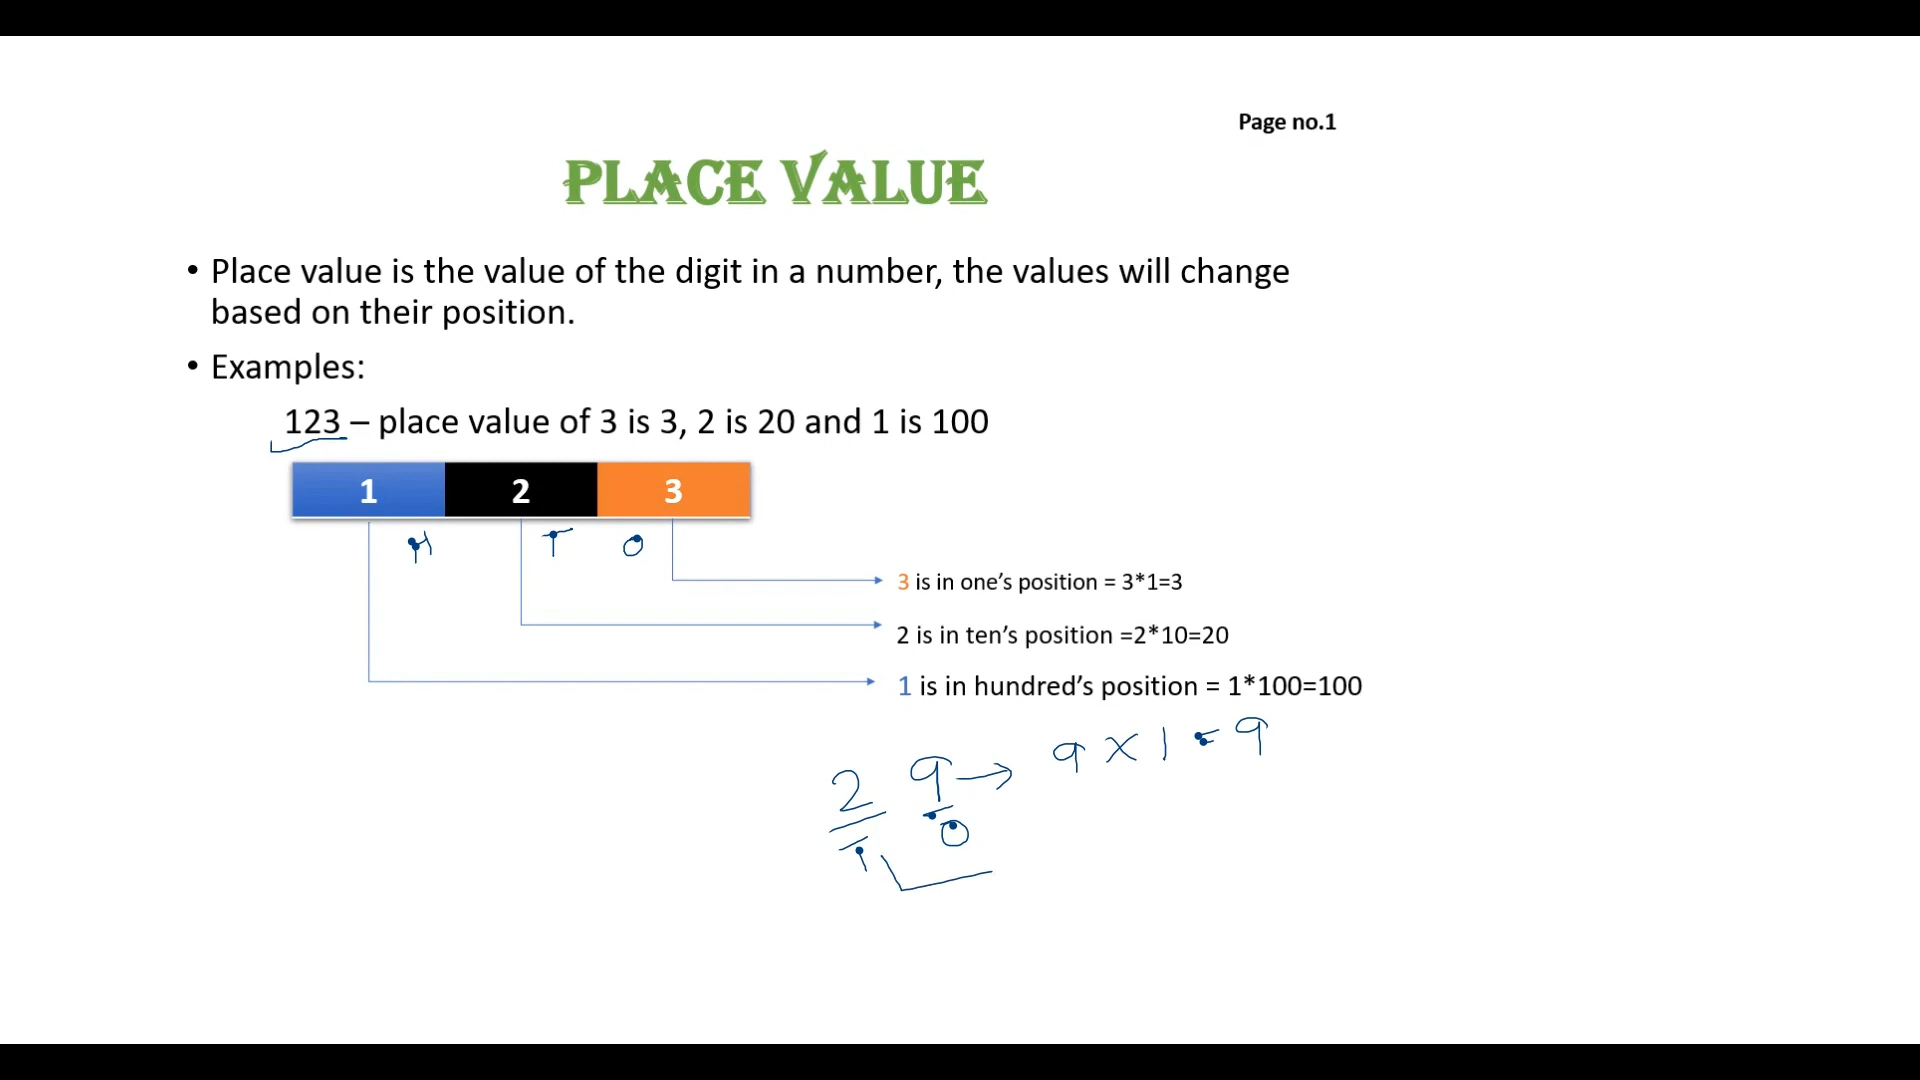 Page no.1
PLACE VALUE
• Place value is the value of the digit in a number, the values will change
based on their position.
• Examples:
123 – place value of 3 is 3, 2 is 20 and 1 is 100
1 2 3
H T O
3 is in one’s position = 3*1=3
2 is in ten’s position =2*10=20
1 is in hundred’s position = 1*100=100
2 9 → 9 × 1 = 9
T O